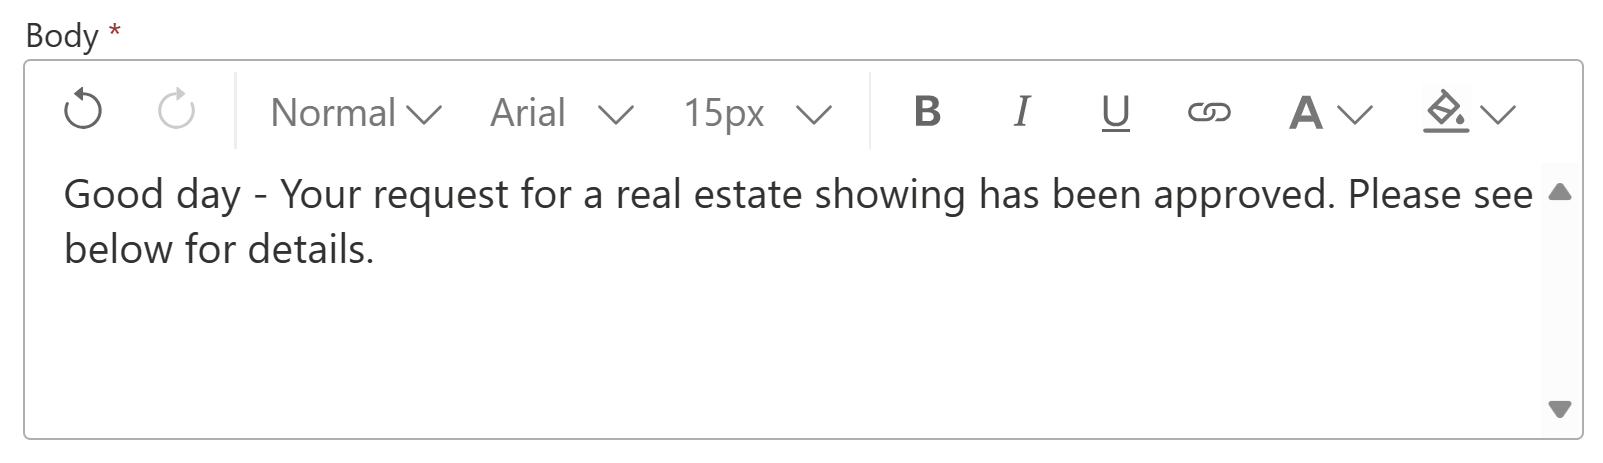 Body *
Normal Arial 15px B I U A
Good day - Your request for a real estate showing has been approved. Please see
below for details.